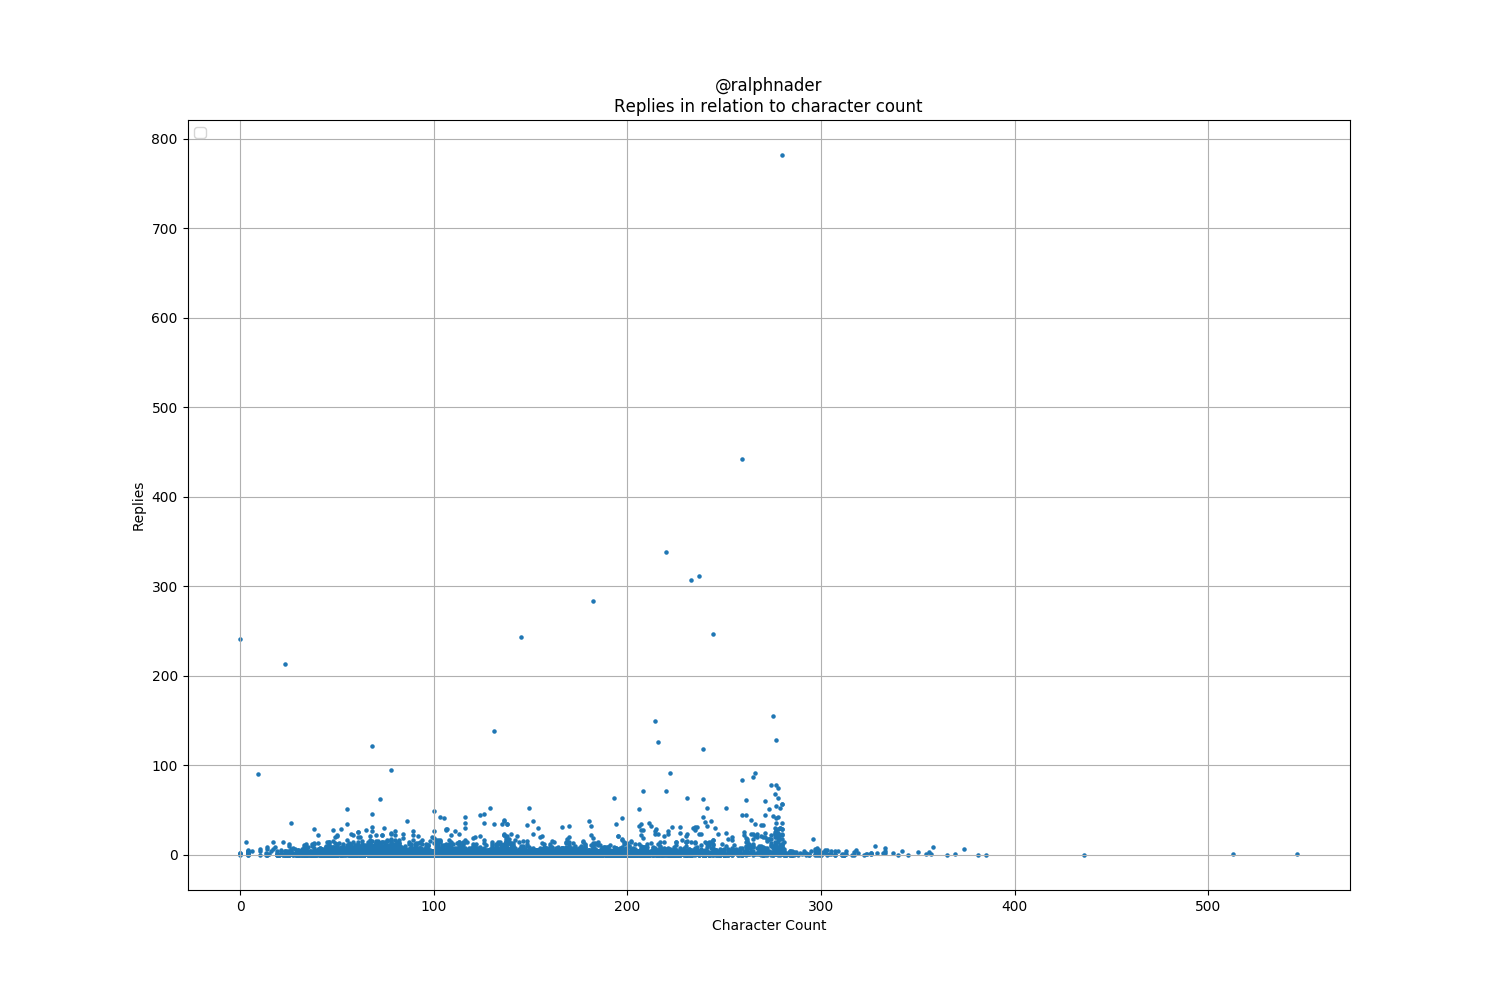 @ralphnader
Replies in relation to character count
800
700
600
500
400
300
200
100
0
Replies
0 100 200 300 400 500
Character Count